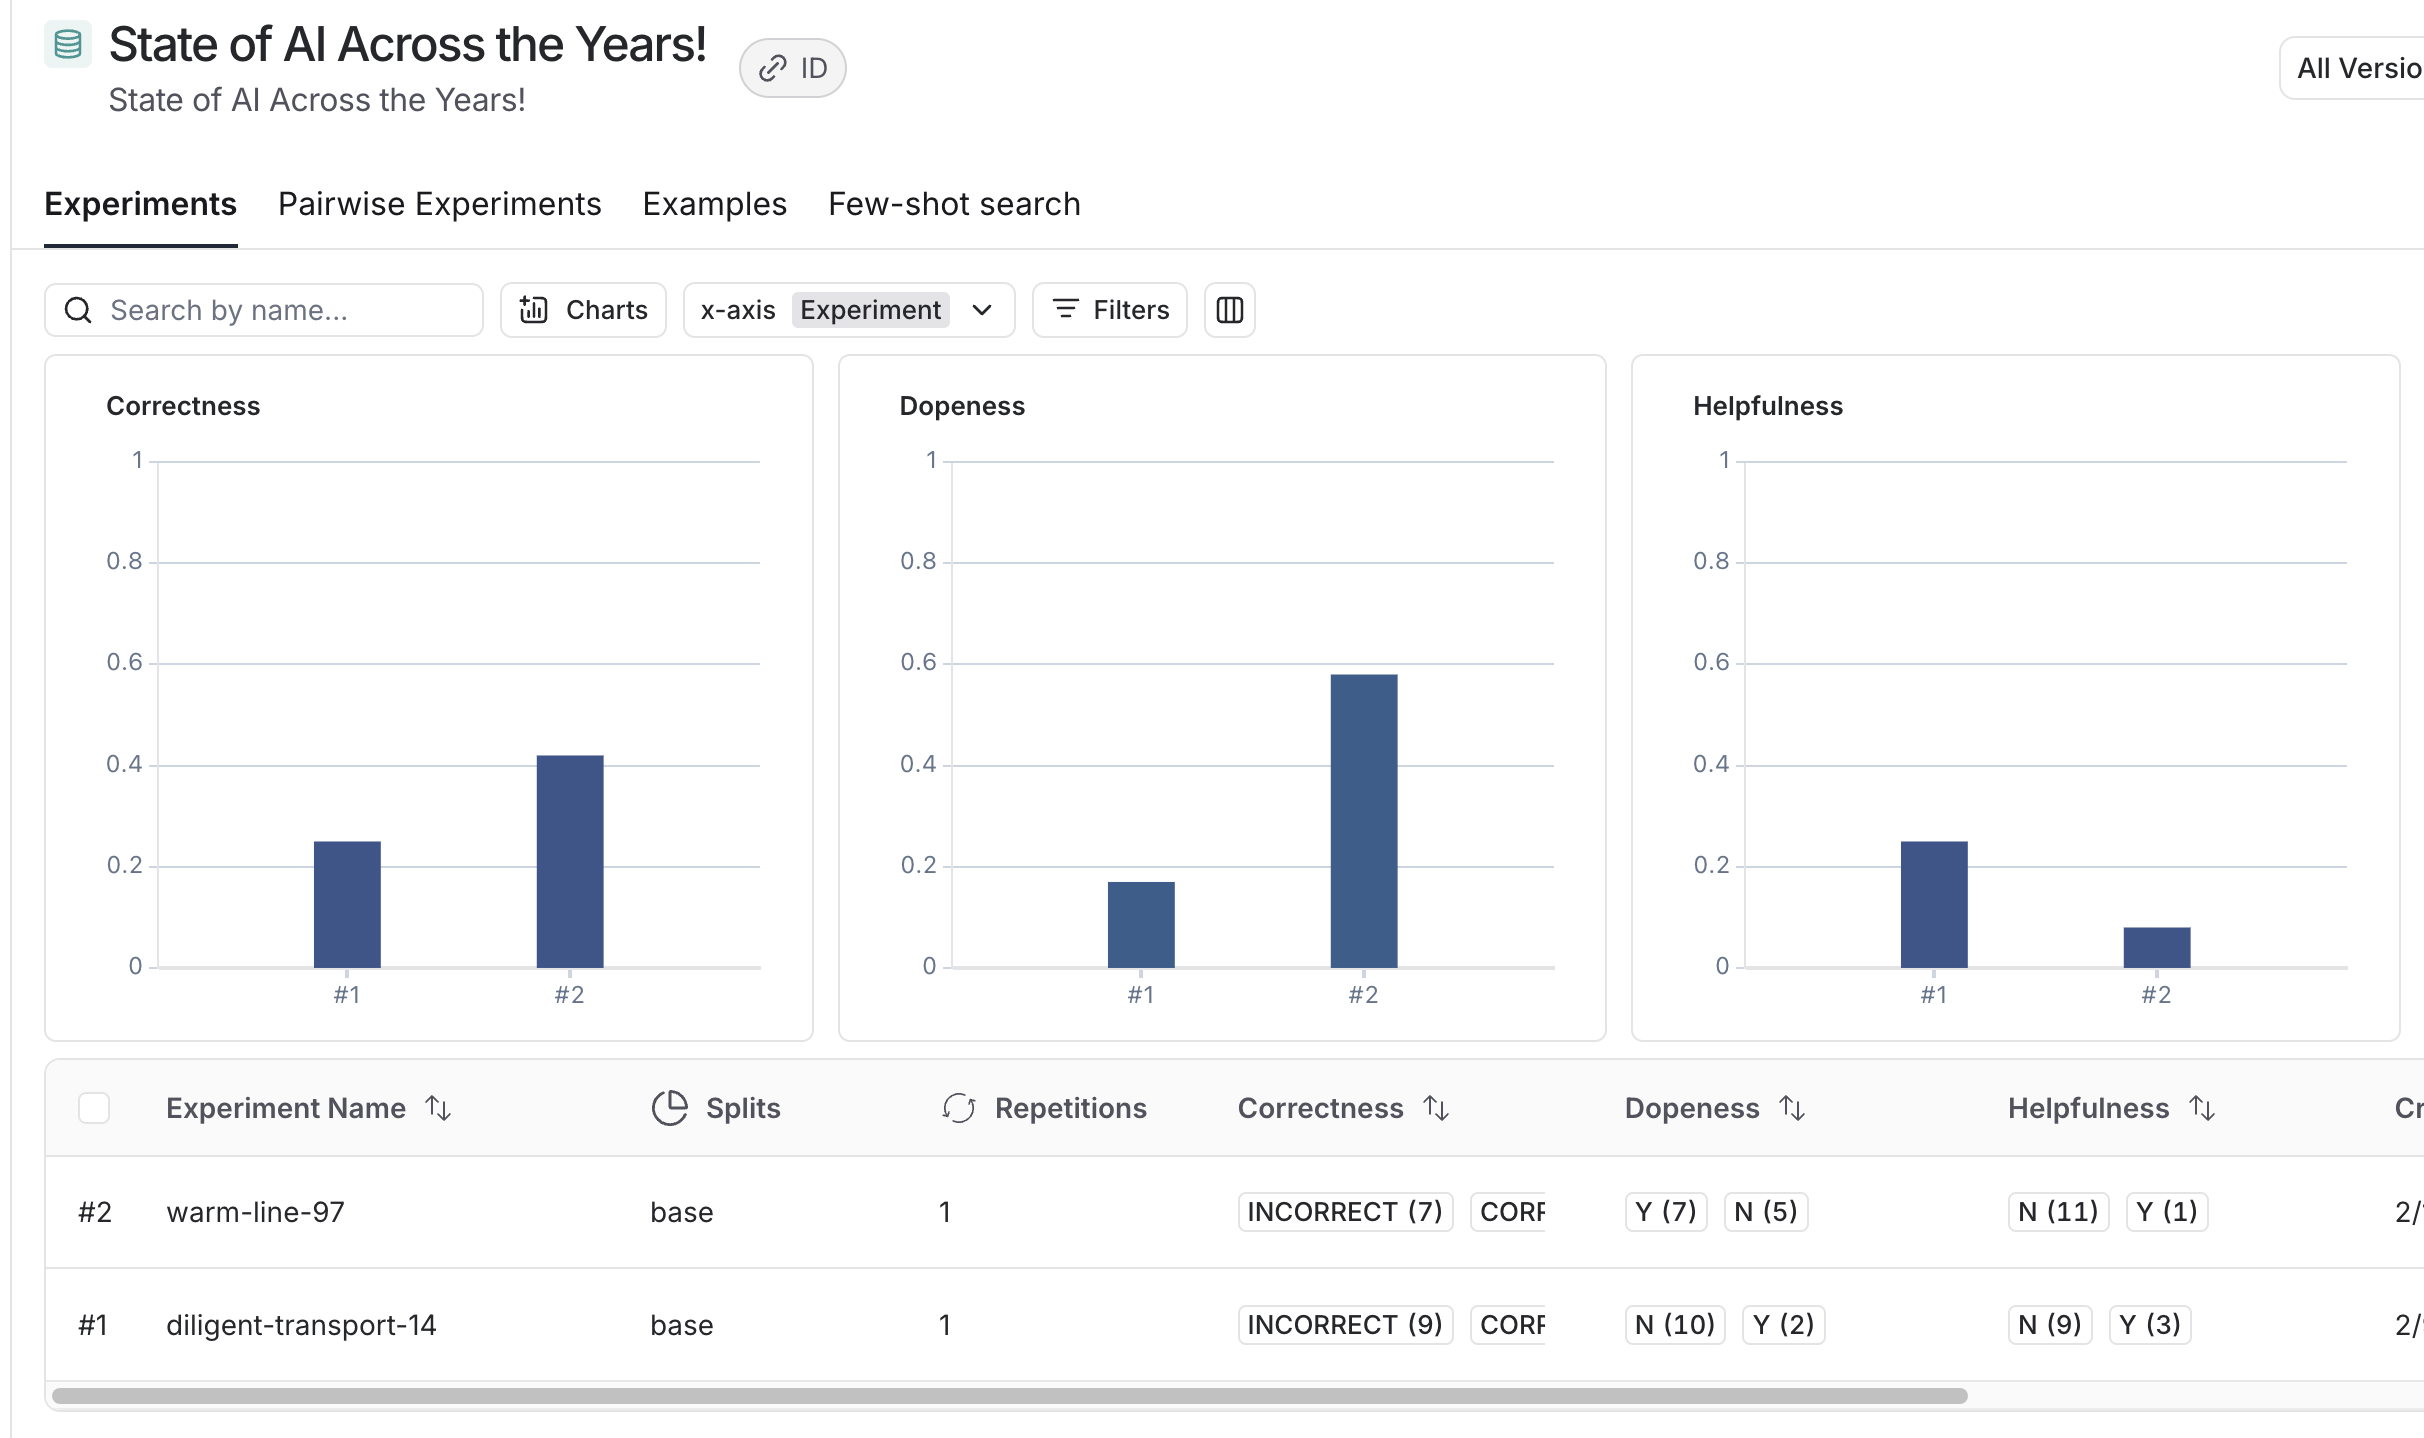 State of AI Across the Years!
ID
All Versio
State of AI Across the Years!
Experiments Pairwise Experiments Examples Few-shot search
Search by name... Charts x-axis Experiment Filters
Correctness
1
0.8
0.6
0.4
0.2
0
#1 #2
Dopeness
1
0.8
0.6
0.4
0.2
0
#1 #2
Helpfulness
1
0.8
0.6
0.4
0.2
0
#1 #2
Experiment Name Splits Repetitions Correctness Dopeness Helpfulness Cr
#2 warm-line-97 base 1 INCORRECT (7) CORR Y (7) N (5) N (11) Y (1) 2/
#1 diligent-transport-14 base 1 INCORRECT (9) CORR N (10) Y (2) N (9) Y (3) 2/